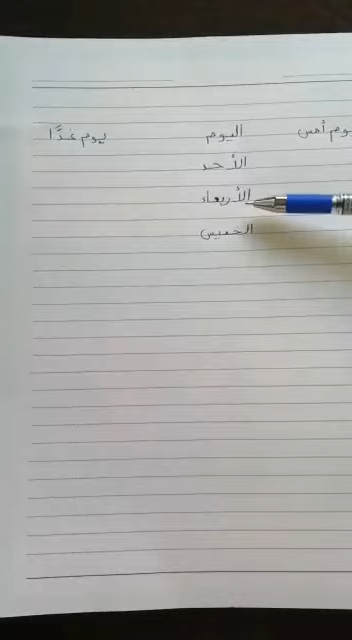 يوم أمس اليوم يوم غدًا
الأحد
الأربعاء
الخميس